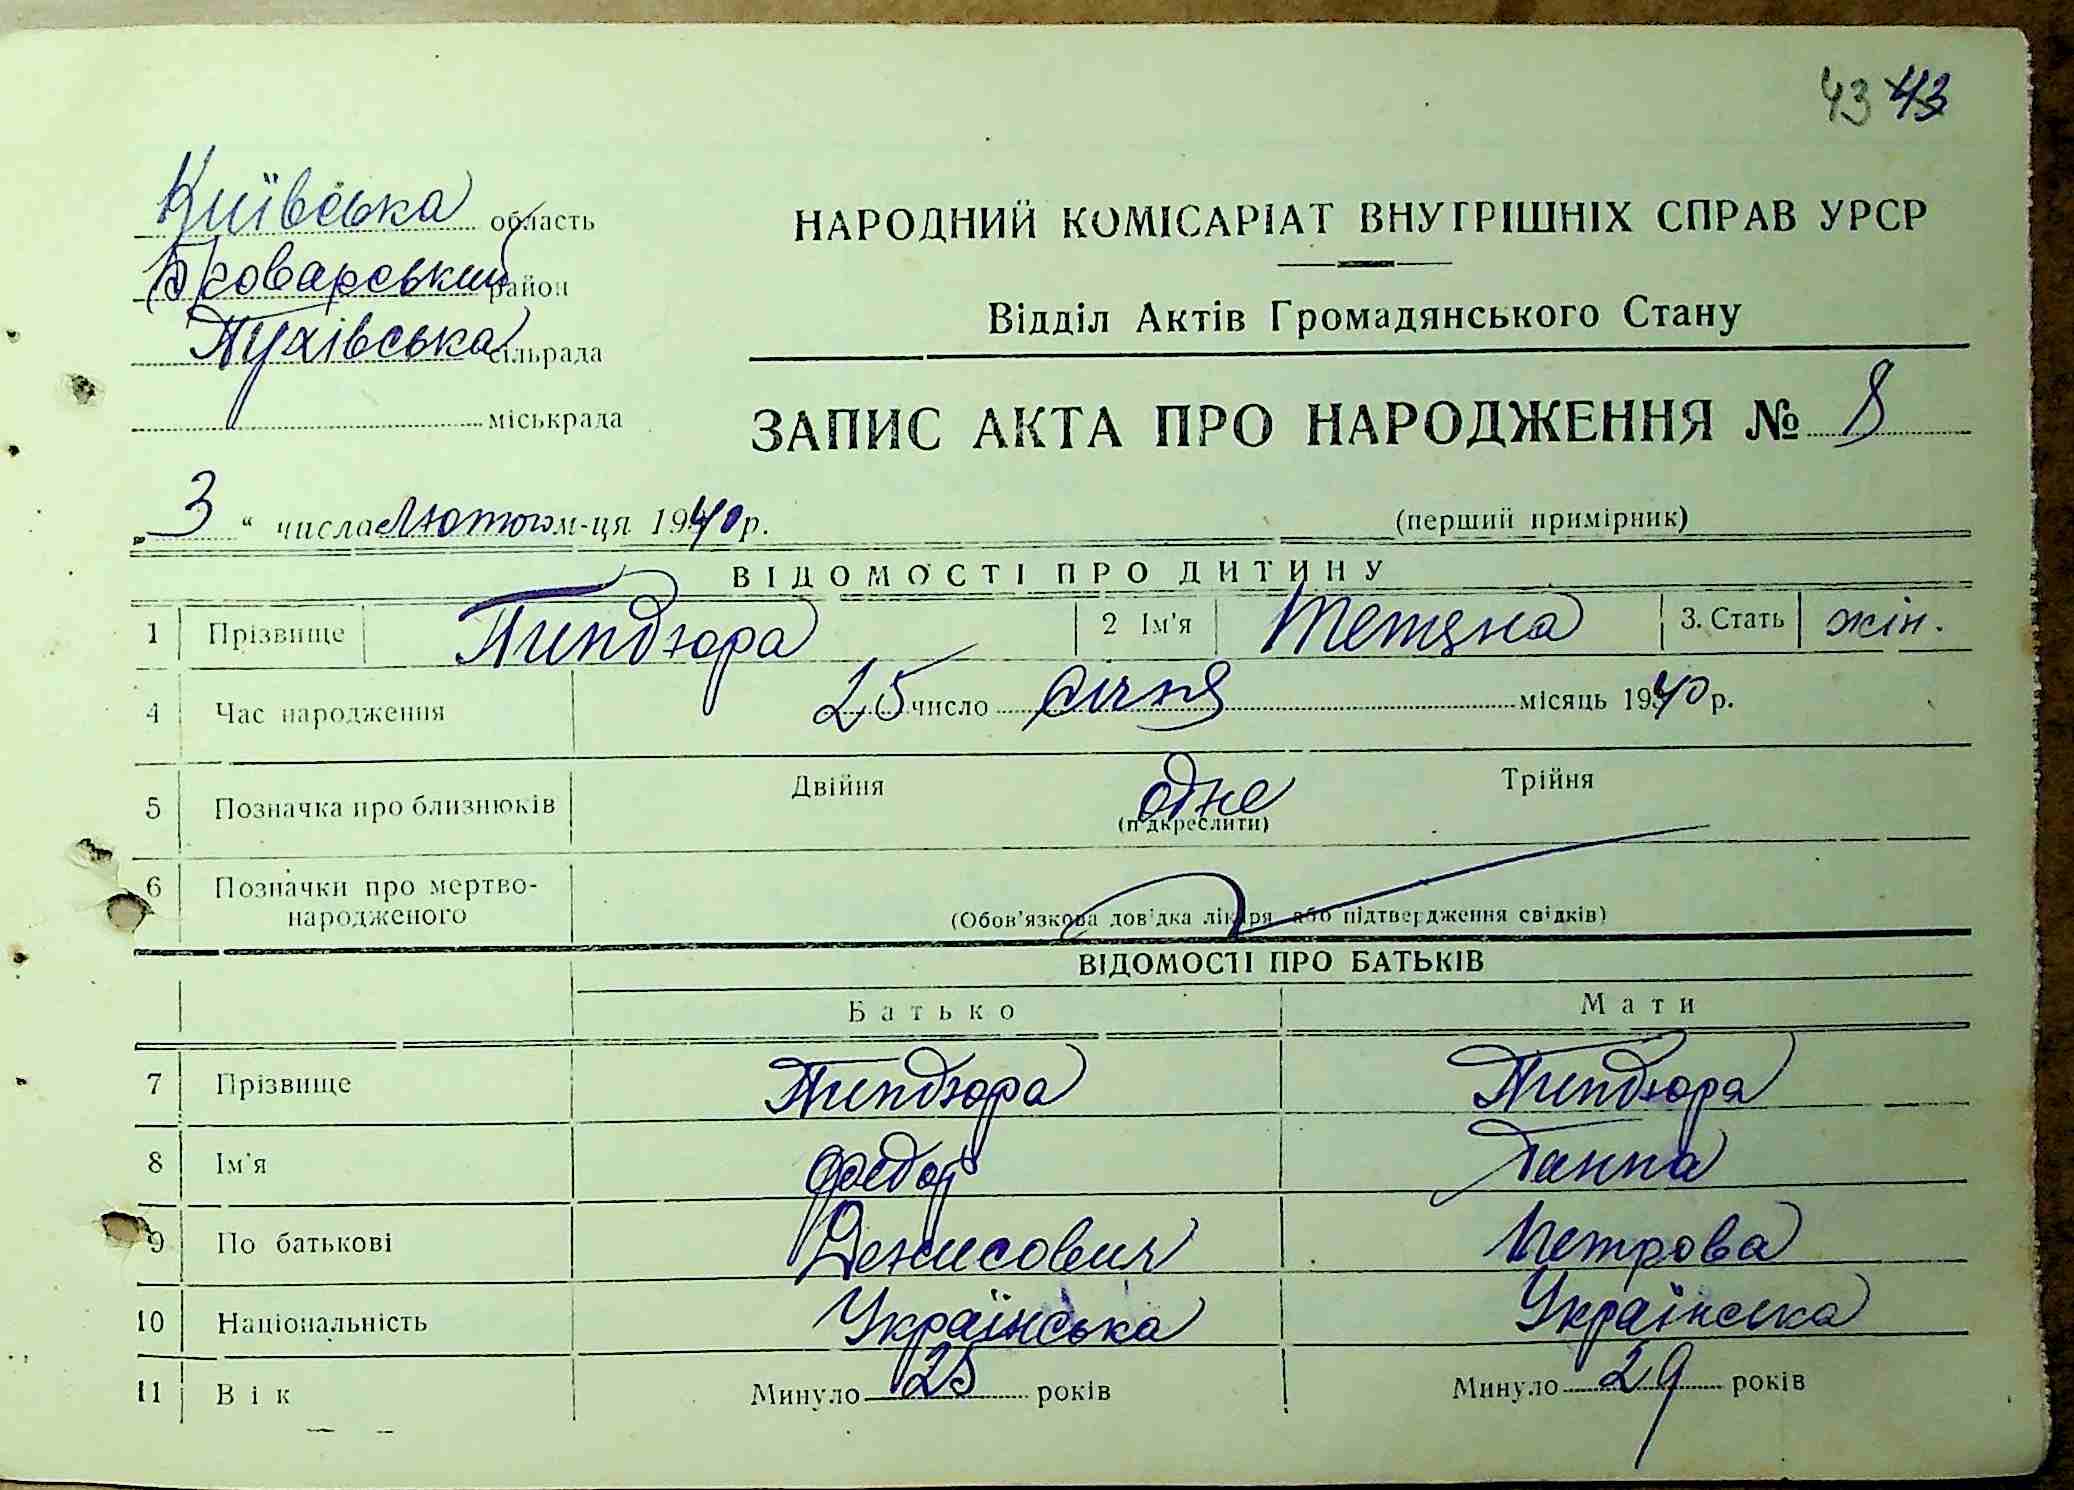 43 43
Київська область
Броварський район
Пухівська сільрада
міськрада
НАРОДНИЙ КОМІСАРІАТ ВНУТРІШНІХ СПРАВ УРСР
Відділ Актів Громадянського Стану
ЗАПИС АКТА ПРО НАРОДЖЕННЯ № 8
„ 3 “ числа лютого м-ця 1940 р.
(перший примірник)
ВІДОМОСТІ ПРО ДИТИНУ
1 Прізвище Пипдюра 2 Ім'я Тетяна 3. Стать жін.
4 Час народження 25 число січня місяць 1940 р.
5 Позначка про близнюків Двійня одне Трійня
(підкреслити)
6 Позначки про мертво-
народженого
(Обов'язкова довідка лікаря або підтвердження свідків)
ВІДОМОСТІ ПРО БАТЬКІВ
Батько Мати
7 Прізвище Пипдюра Пипдюра
8 Ім'я Федор Ганна
9 По батькові Денисович Петрова
10 Національність Українська Українська
11 Вік Минуло 25 років Минуло 29 років